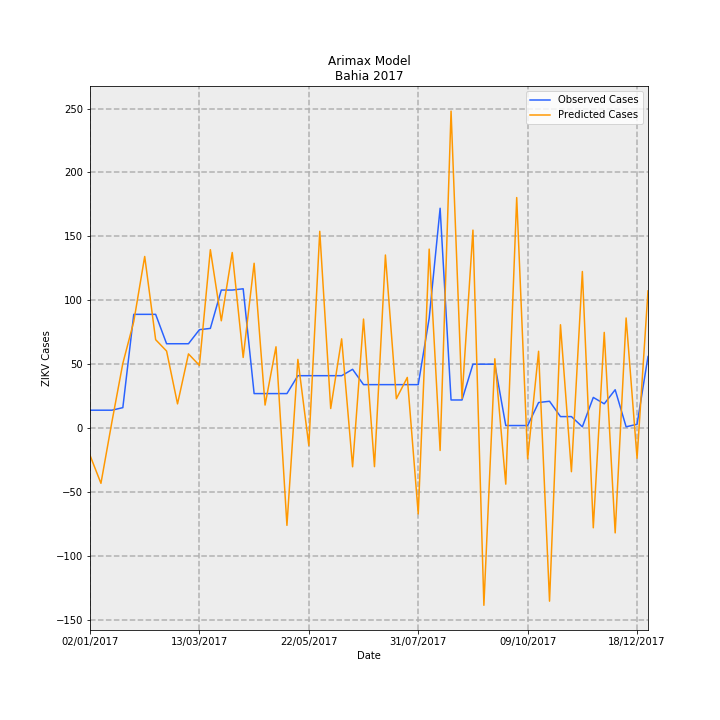 Arimax Model
Bahia 2017
Observed Cases
Predicted Cases
ZIKV Cases
250
200
150
100
50
0
−50
−100
−150
02/01/2017 13/03/2017 22/05/2017 31/07/2017 09/10/2017 18/12/2017
Date